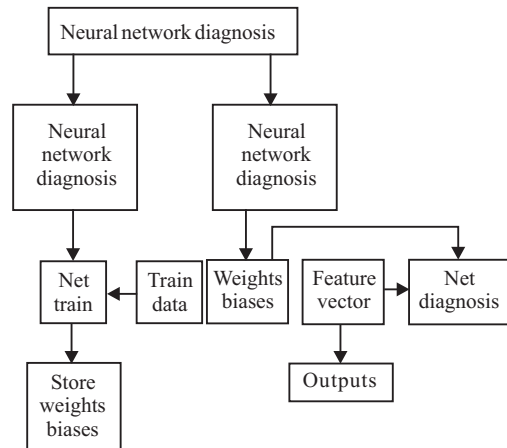 Neural network diagnosis
Neural
network
diagnosis
Neural
network
diagnosis
Net
train
Train
data
Weights
biases
Feature
vector
Net
diagnosis
Store
weights
biases
Outputs